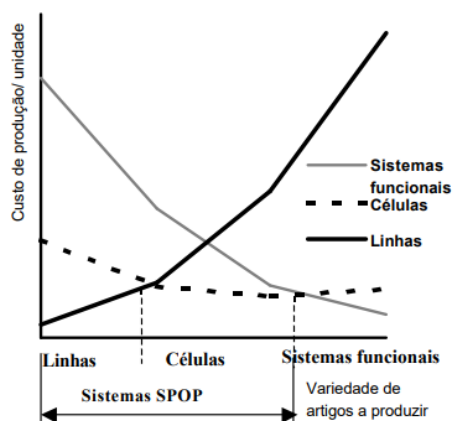 Custo de produção/ unidade
Sistemas
funcionais
Células
Linhas
Linhas
Células
Sistemas funcionais
Sistemas SPOP
Variedade de
artigos a produzir